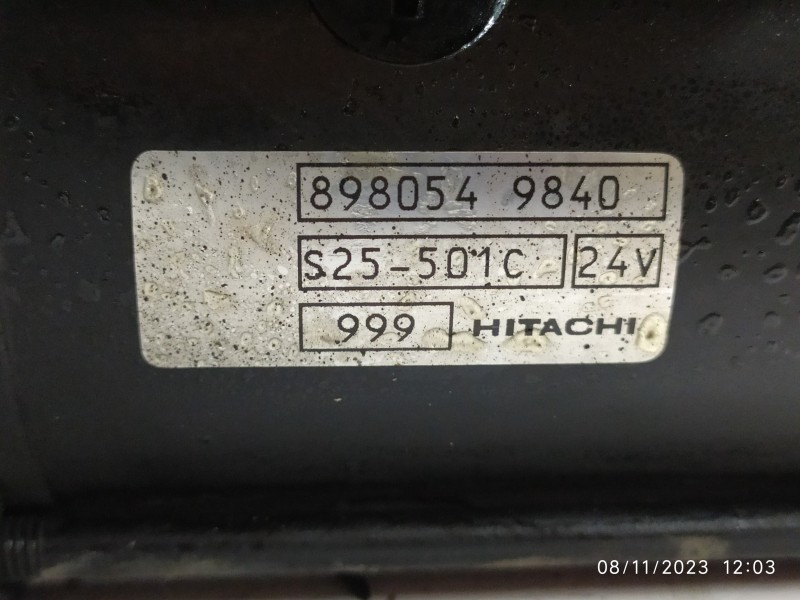 898054 9840
S25-501C 24V
999 HITACHI
08/11/2023 12:03